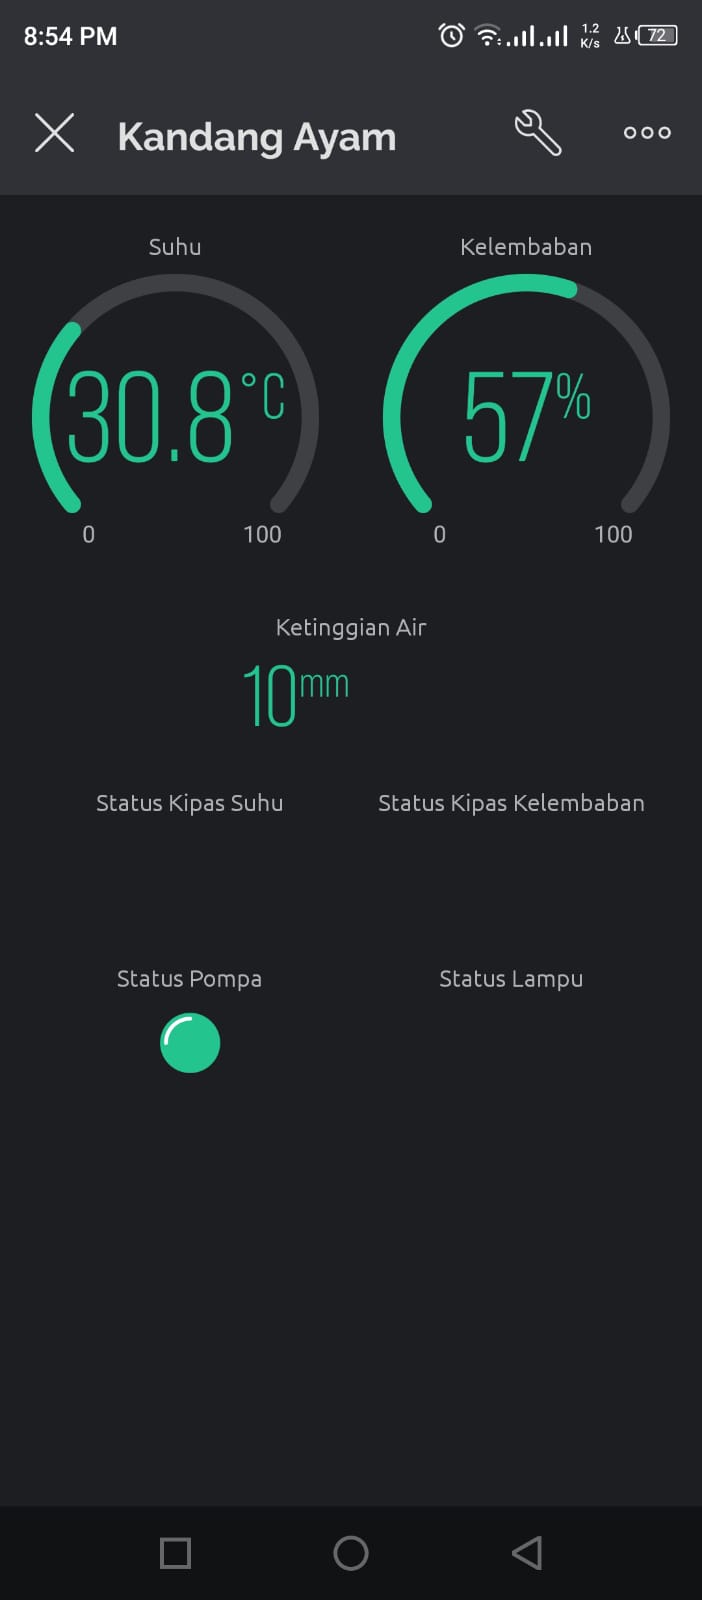 8:54 PM
1.2
K/s
72
Kandang Ayam
Suhu
Kelembaban
30.8°C
57%
0
100
0
100
Ketinggian Air
10mm
Status Kipas Suhu
Status Kipas Kelembaban
Status Pompa
Status Lampu